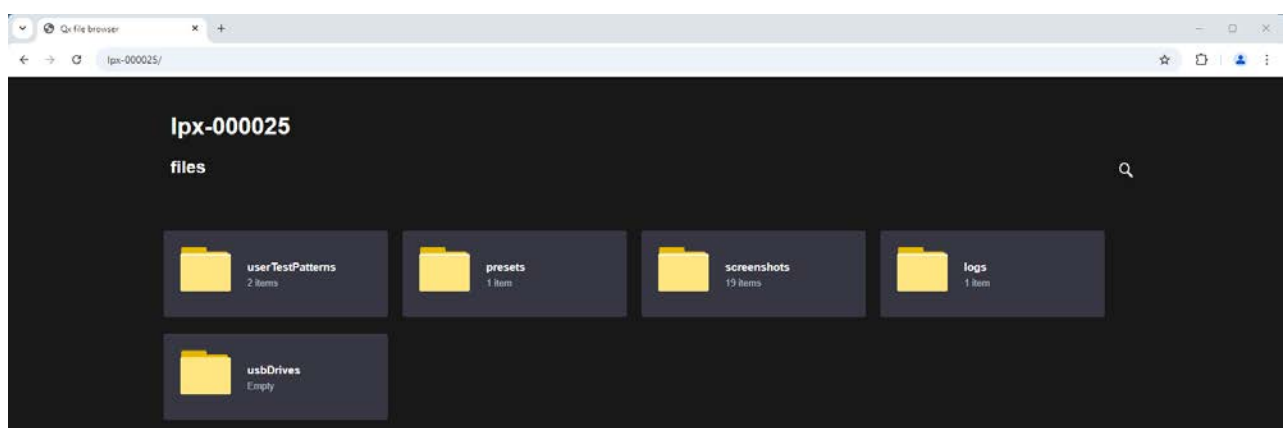 Qx file browser
lpx-000025/
lpx-000025
files
userTestPatterns
2 items
presets
1 item
screenshots
19 items
logs
1 item
usbDrives
Empty